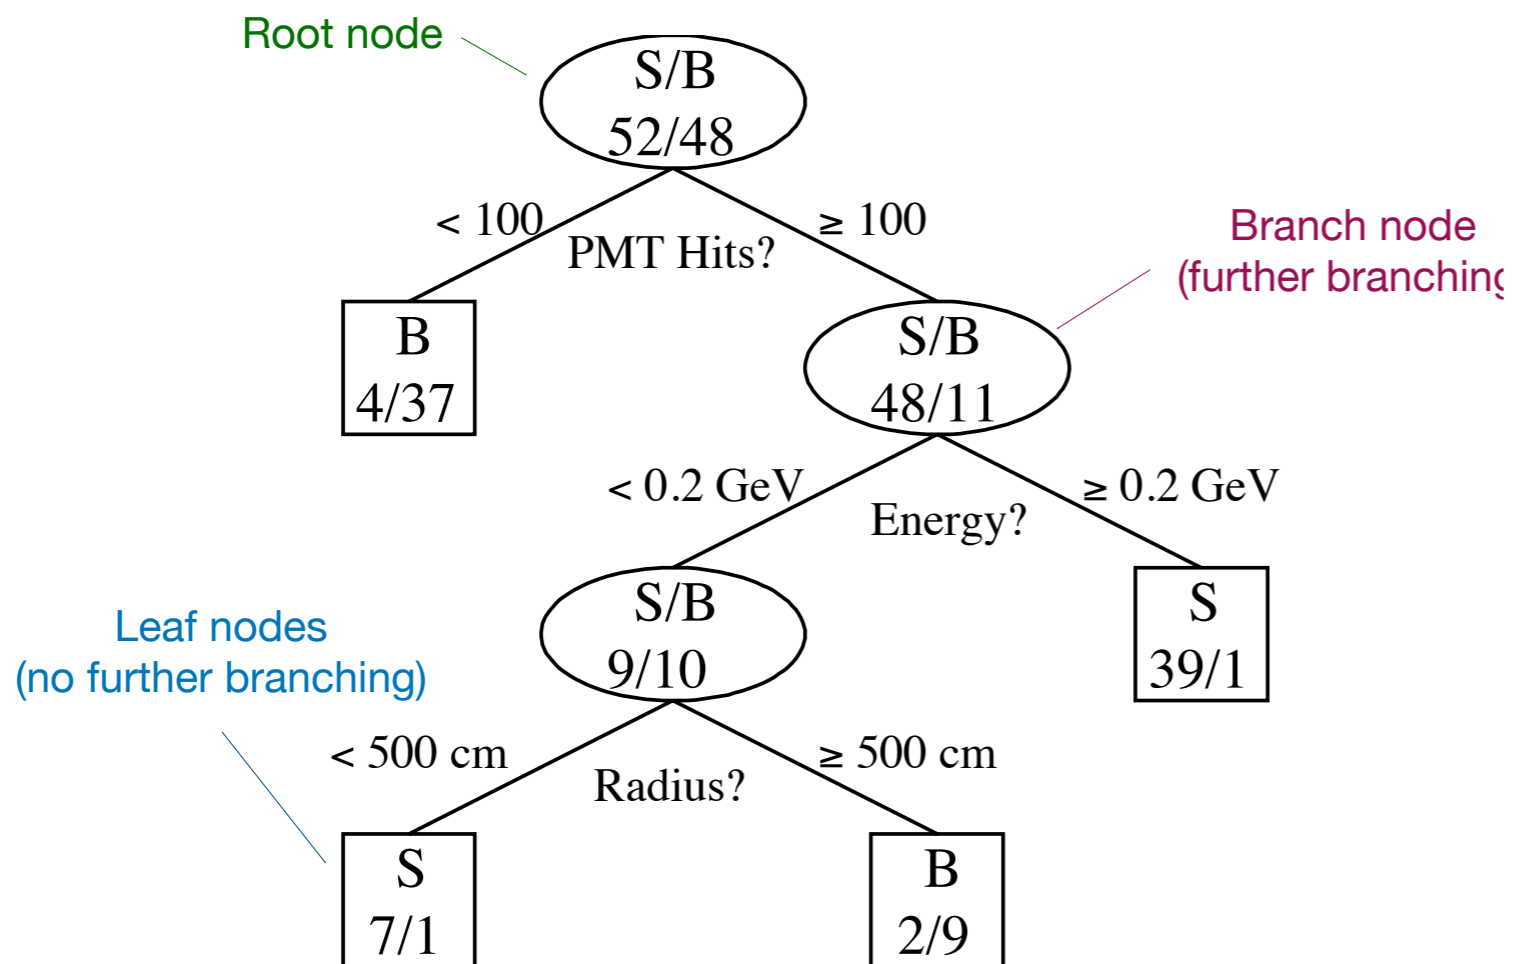 Root node
S/B
52/48
< 100
≥ 100
PMT Hits?
Branch node
(further branching
B
4/37
S/B
48/11
< 0.2 GeV
≥ 0.2 GeV
Energy?
Leaf nodes
(no further branching)
S/B
9/10
S
39/1
< 500 cm
≥ 500 cm
Radius?
S
7/1
B
2/9